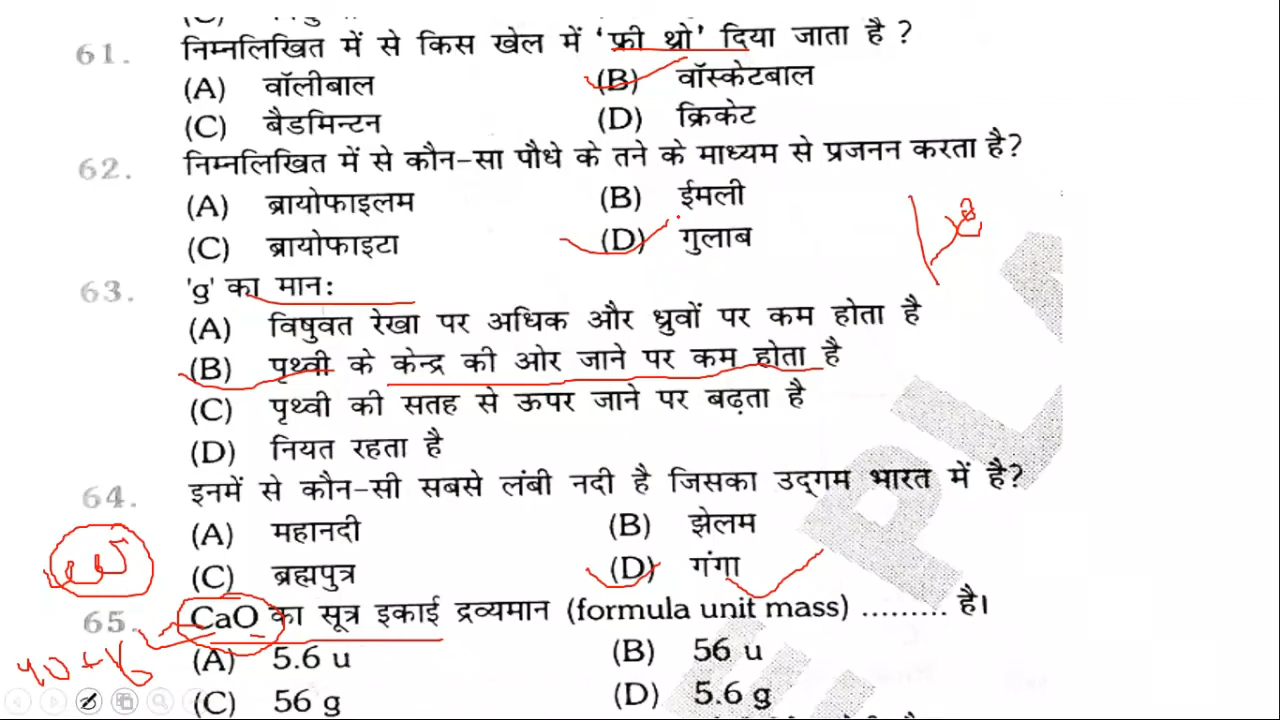 61. निम्नलिखित में से किस खेल में ‘फ्री थ्रो’ दिया जाता है ?
(A) वॉलीबाल (B) वॉस्केटबाल
(C) बैडमिन्टन (D) क्रिकेट
62. निम्नलिखित में से कौन-सा पौधे के तने के माध्यम से प्रजनन करता है?
(A) ब्रायोफाइलम (B) ईमली
(C) ब्रायोफाइटा (D) गुलाब
63. 'g' का मान:
(A) विषुवत रेखा पर अधिक और ध्रुवों पर कम होता है
(B) पृथ्वी के केन्द्र की ओर जाने पर कम होता है
(C) पृथ्वी की सतह से ऊपर जाने पर बढ़ता है
(D) नियत रहता है
64. इनमें से कौन-सी सबसे लंबी नदी है जिसका उद्गम भारत में है?
(A) महानदी (B) झेलम
(C) ब्रह्मपुत्र (D) गंगा
65. CaO का सूत्र इकाई द्रव्यमान (formula unit mass) ......... है।
40+16
(A) 5.6 u (B) 56 u
(C) 56 g (D) 5.6 g